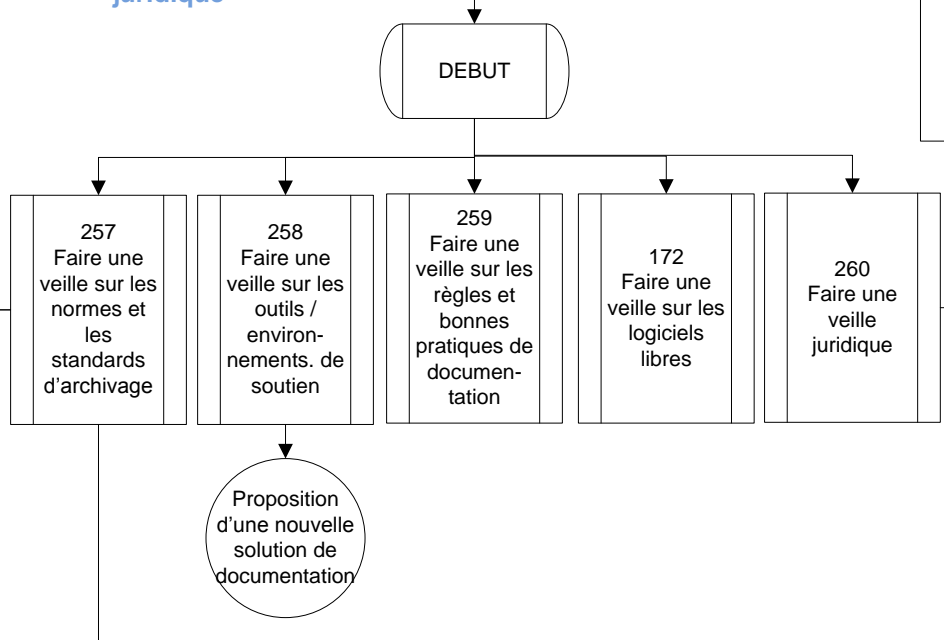 juridique
DEBUT
257
Faire une
veille sur les
normes et
les
standards
d'archivage
258
Faire une
veille sur les
outils /
environ-
nements. de
soutien
259
Faire une
veille sur les
règles et
bonnes
pratiques de
documen-
tation
172
Faire une
veille sur les
logiciels
libres
260
Faire une
veille
juridique
Proposition
d'une nouvelle
solution de
documentation